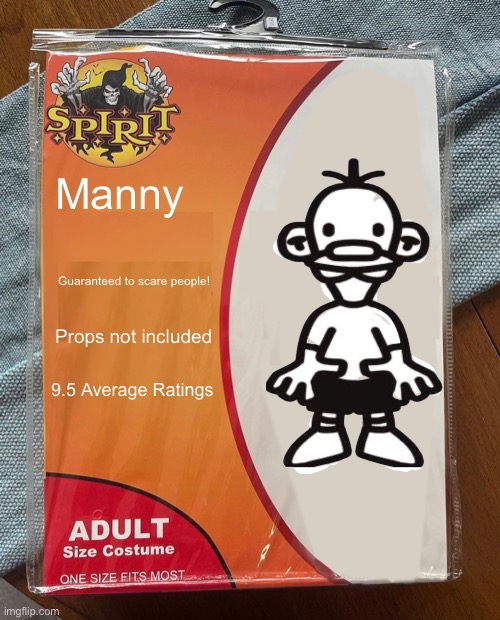 SPIRIT
Manny
Guaranteed to scare people!
Props not included
9.5 Average Ratings
ADULT
Size Costume
ONE SIZE FITS MOST
imgflip.com